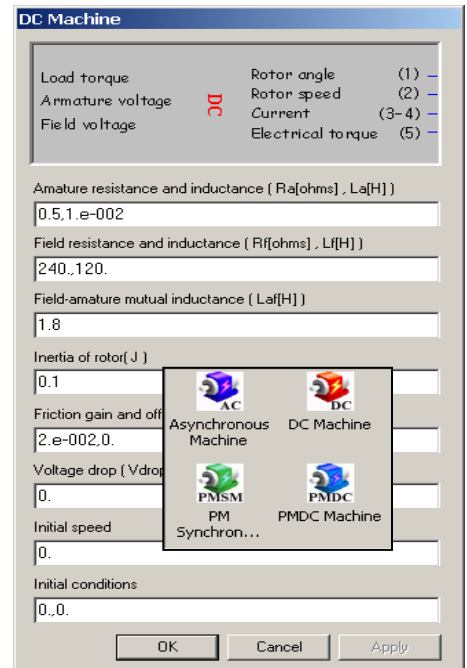 DC Machine
Load torque
Armature voltage
Field voltage
DC
Rotor angle (1)
Rotor speed (2)
Current (3-4)
Electrical torque (5)
Amature resistance and inductance ( Ra[ohms] , La[H] )
0.5,1.e-002
Field resistance and inductance ( Rf[ohms] , Lf[H] )
240.,120.
Field-amature mutual inductance ( Laf[H] )
1.8
Inertia of rotor( J )
0.1
Friction gain and off
2.e-002,0.
Voltage drop ( Vdrop
0.
Initial speed
0.
Initial conditions
0.,0.
AC
Asynchronous
Machine
DC
DC Machine
PMSM
PM
Synchron...
PMDC
PMDC Machine
OK
Cancel
Apply